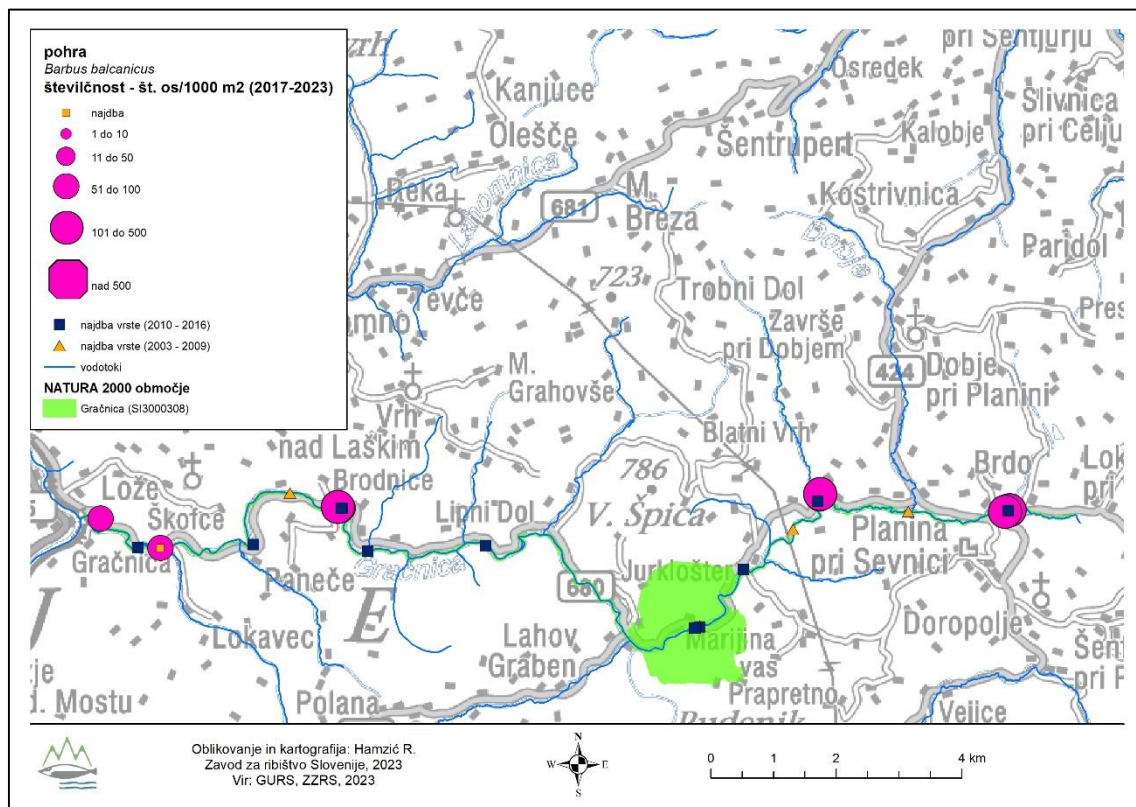 pohra
Barbus balcanicus
številčnost - št. os/1000 m2 (2017-2023)
najdba
1 do 10
11 do 50
51 do 100
101 do 500
nad 500
najdba vrste (2010 - 2016)
najdba vrste (2003 - 2009)
vodotoki
NATURA 2000 območje
Gračnica (SI3000308)
vrh
Kanjuce
Olešče
Reka
Lahomnica
681
M.
Breza
Šentrupert
Osredek
pri Šentjurju
Slivnica
pri Celju
Kalobje
Kostrivnica
Paridol
723
Trobni Dol
Završe
pri Dobjem
424
Dobje
pri Planini
M.
Grahovše
Vrh
nad Laškim
Blatni Vrh
Brdo
Lože
Škofce
Brodnice
Lipni Dol
786
V. Špica
Planina
pri Sevnici
Gračnica
Paneče
Gračnica
680
Jurklošter
Lokavec
E
Lahov
Graben
Marijina
vas
Doropolje
d. Mostu
Polana
Prapretno
Vejice
Oblikovanje in kartografija: Hamzić R.
Zavod za ribištvo Slovenije, 2023
Vir: GURS, ZZRS, 2023
N
W
E
S
0
1
2
4 km